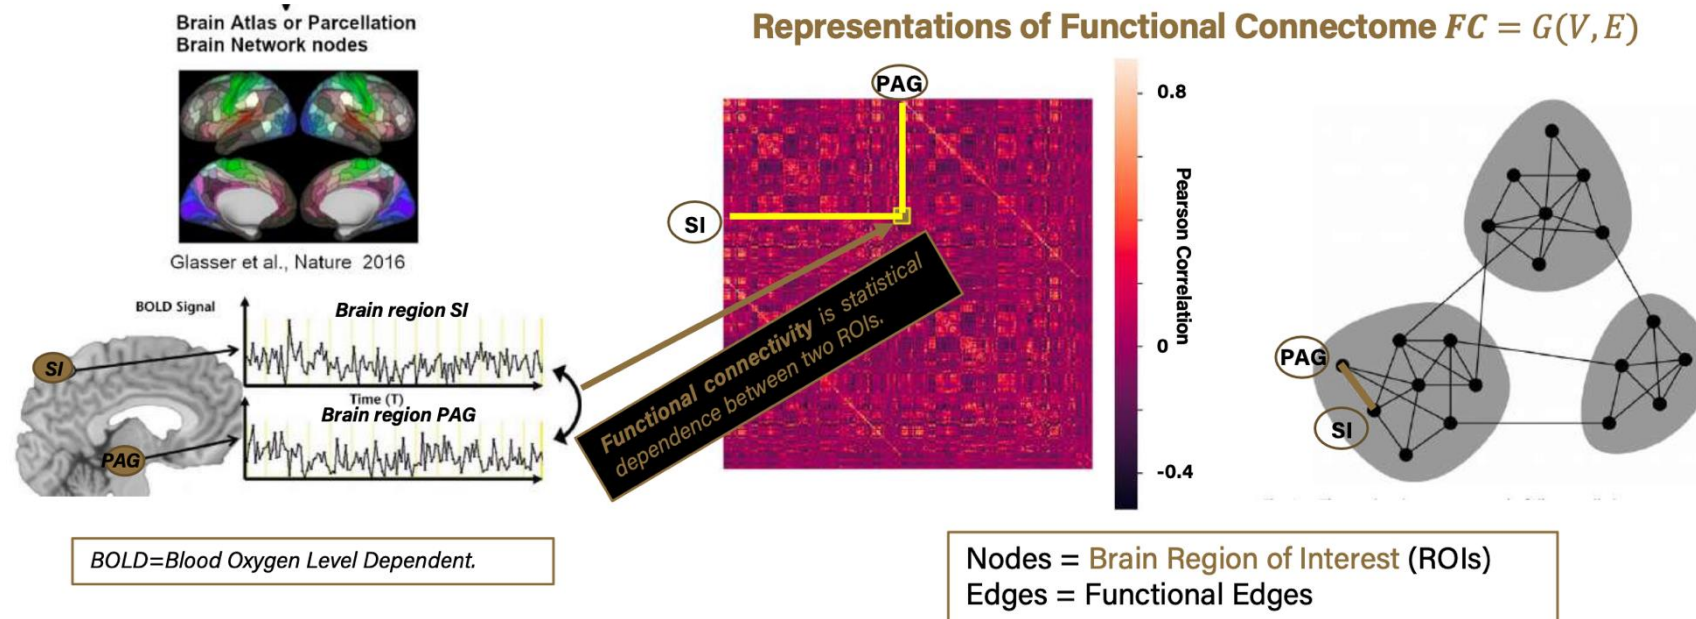 Brain Atlas or Parcellation
Brain Network nodes
Glasser et al., Nature 2016
BOLD Signal
Brain region SI
SI
Time (T)
Brain region PAG
PAG
BOLD=Blood Oxygen Level Dependent.
Representations of Functional Connectome FC = G(V, E)
PAG
SI
Functional connectivity is statistical
dependence between two ROIs.
0.8
0
-0.4
Pearson Correlation
PAG
SI
Nodes = Brain Region of Interest (ROIs)
Edges = Functional Edges